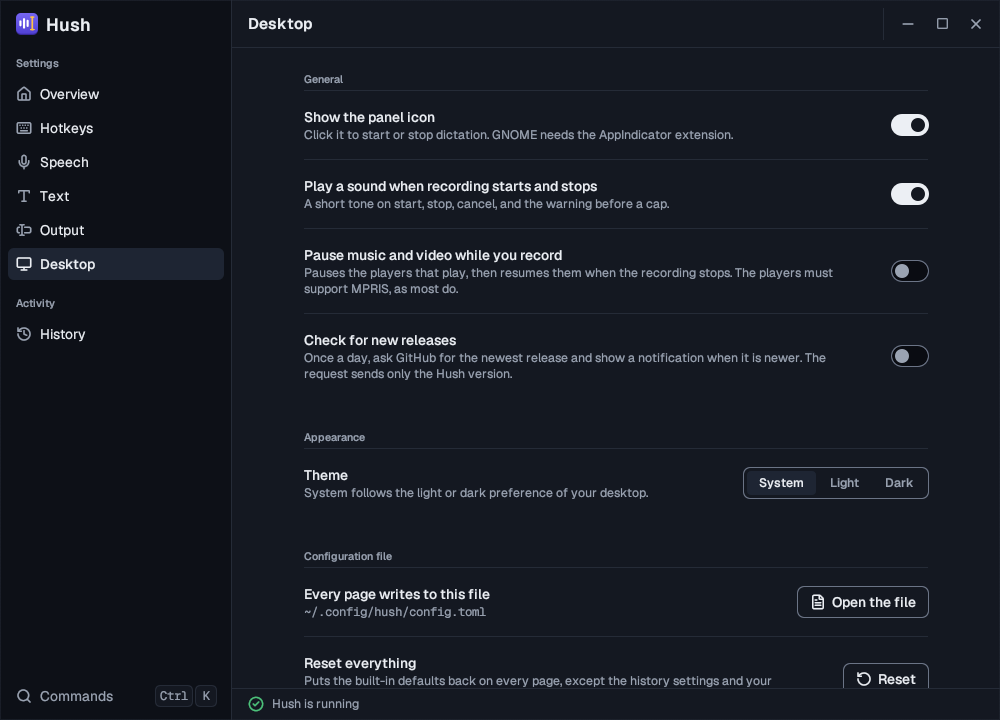 Hush
Desktop
Settings
Overview
Hotkeys
Speech
Text
Output
Desktop
Activity
History
Commands
Ctrl K
General
Show the panel icon
Click it to start or stop dictation. GNOME needs the AppIndicator extension.
Play a sound when recording starts and stops
A short tone on start, stop, cancel, and the warning before a cap.
Pause music and video while you record
Pauses the players that play, then resumes them when the recording stops. The players must
support MPRIS, as most do.
Check for new releases
Once a day, ask GitHub for the newest release and show a notification when it is newer. The
request sends only the Hush version.
Appearance
Theme
System follows the light or dark preference of your desktop.
System Light Dark
Configuration file
Every page writes to this file
~/.config/hush/config.toml
Open the file
Reset everything
Puts the built-in defaults back on every page, except the history settings and your
Reset
Hush is running